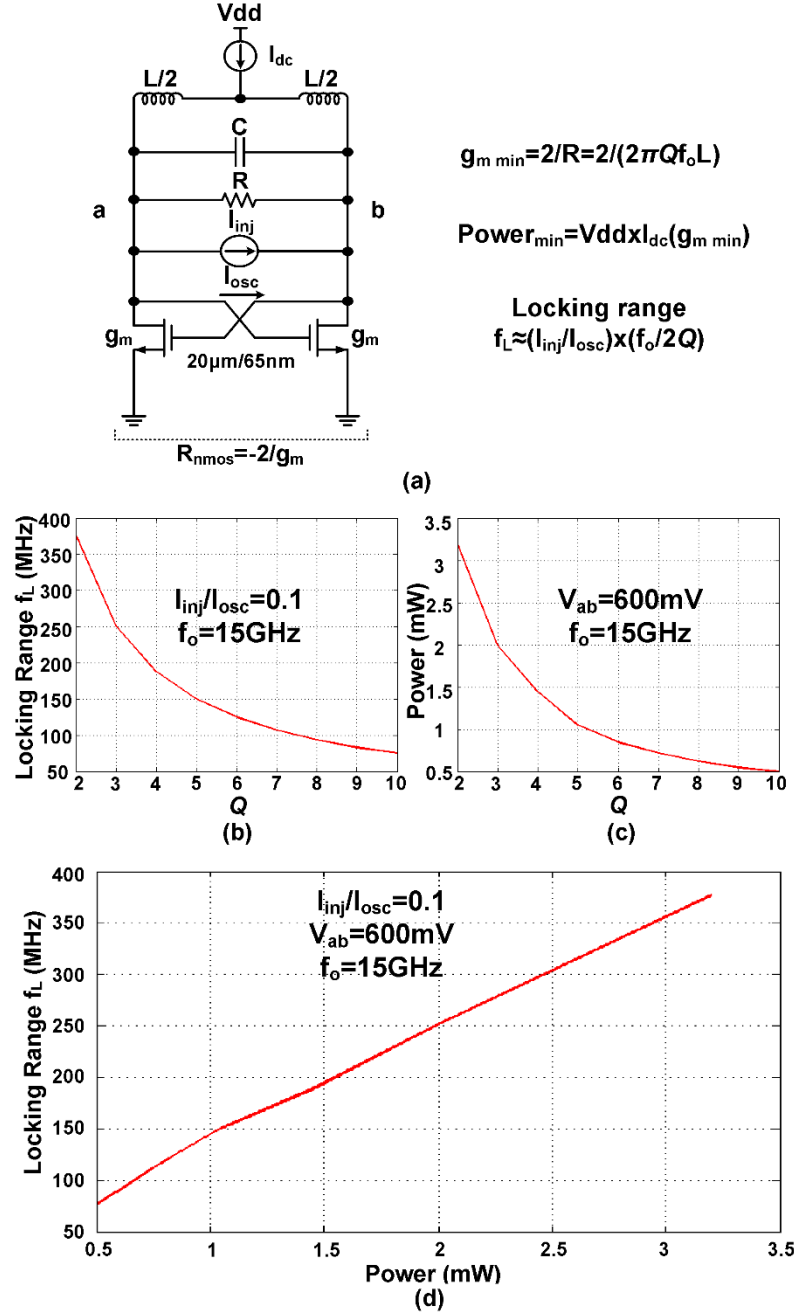 Vdd
Idc
L/2 L/2
C
R
a b
Iinj
Iosc
gm gm
20μm/65nm
Rnmos=-2/gm
gm min=2/R=2/(2πQfoL)
Powermin=VddxIdc(gm min)
Locking range
fL≈(Iinj/Iosc)x(fo/2Q)
(a)
Locking Range fL (MHz)
400
350
300
250
200
150
100
50
Iinj/Iosc=0.1
fo=15GHz
2 3 4 5 6 7 8 9 10
Q
(b)
Power (mW)
3.5
3
2.5
2
1.5
1
0.5
Vab=600mV
fo=15GHz
2 3 4 5 6 7 8 9 10
Q
(c)
Locking Range fL (MHz)
400
350
300
250
200
150
100
50
Iinj/Iosc=0.1
Vab=600mV
fo=15GHz
0.5 1 1.5 2 2.5 3 3.5
Power (mW)
(d)